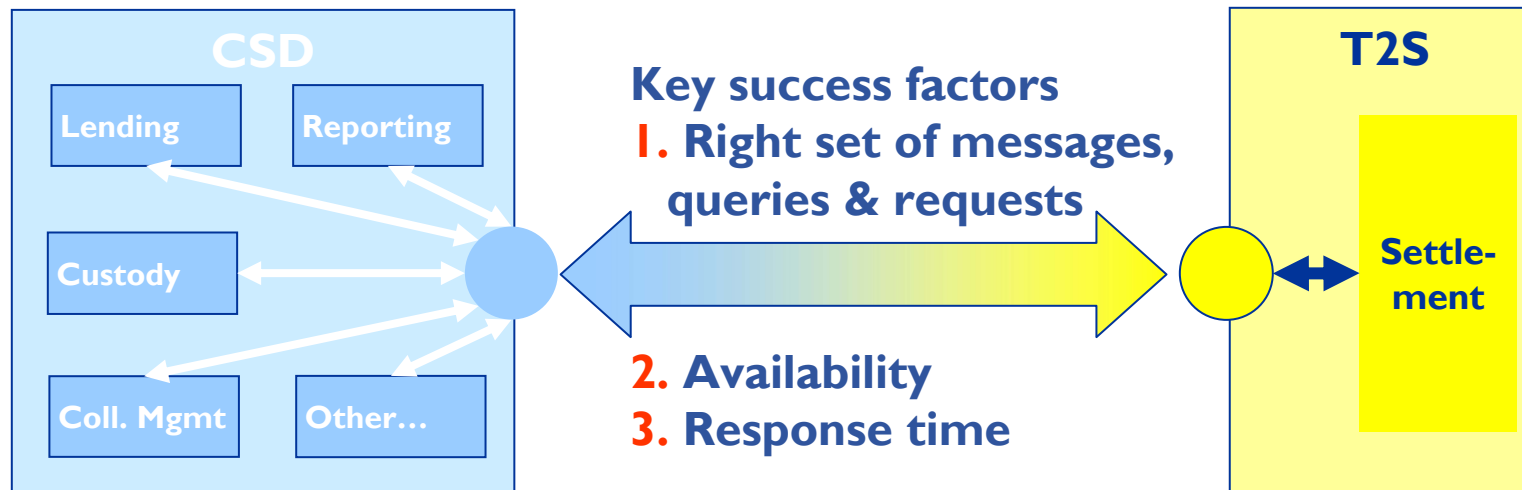 CSD
Lending
Reporting
Custody
Coll. Mgmt
Other…
Key success factors
1. Right set of messages,
queries & requests
2. Availability
3. Response time
T2S
Settle-
ment